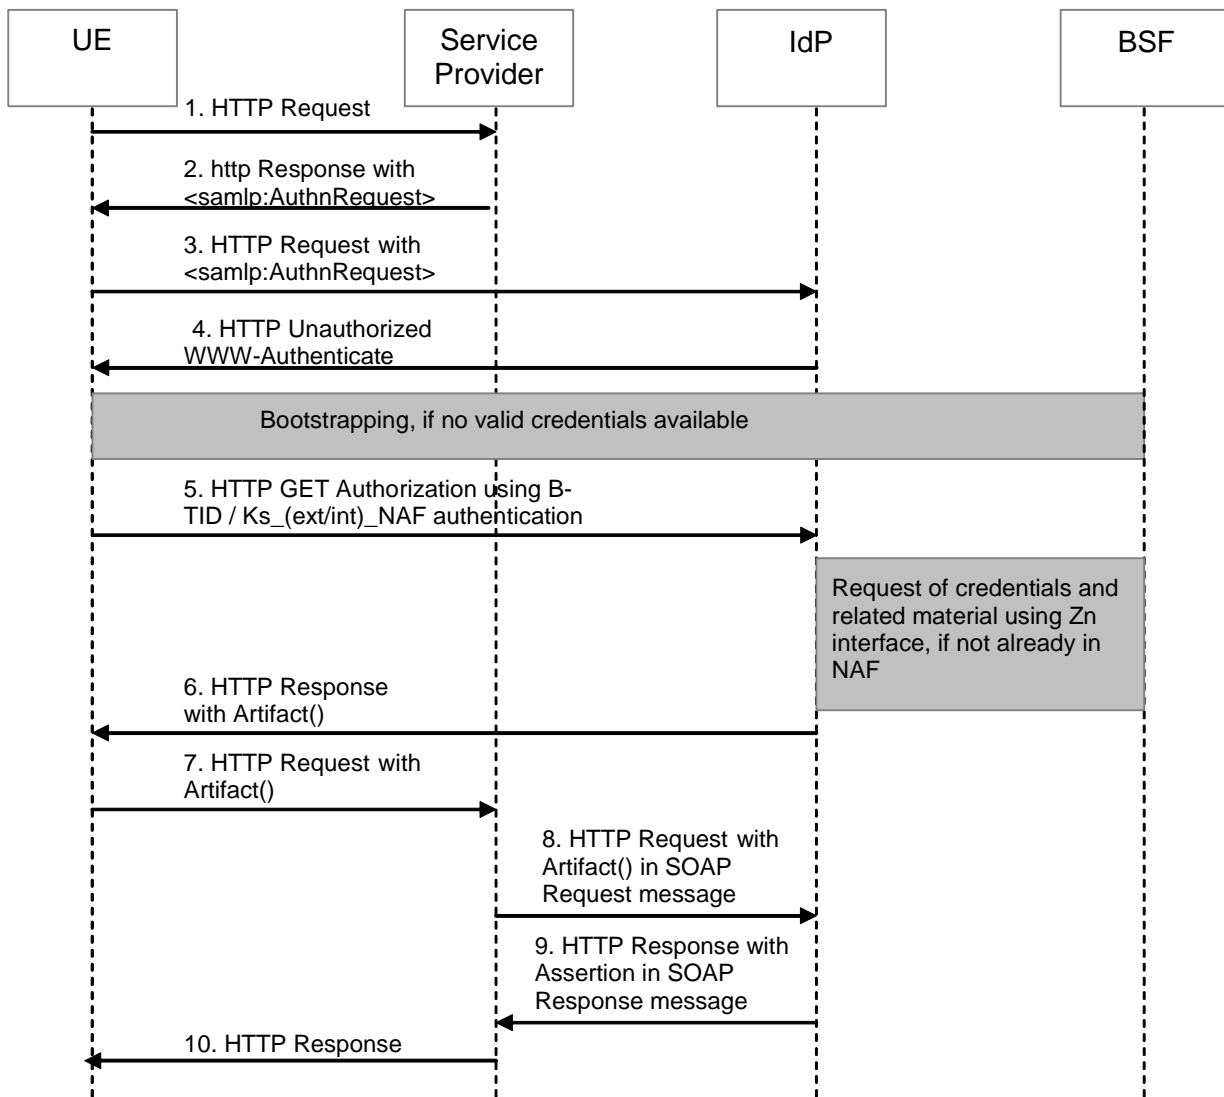 UE
Service
Provider
IdP
BSF
1. HTTP Request
2. http Response with
<samlp:AuthnRequest>
3. HTTP Request with
<samlp:AuthnRequest>
4. HTTP Unauthorized
WWW-Authenticate
Bootstrapping, if no valid credentials available
5. HTTP GET Authorization using B-
TID / Ks_(ext/int)_NAF authentication
Request of credentials and
related material using Zn
interface, if not already in
NAF
6. HTTP Response
with Artifact()
7. HTTP Request with
Artifact()
8. HTTP Request with
Artifact() in SOAP
Request message
9. HTTP Response with
Assertion in SOAP
Response message
10. HTTP Response